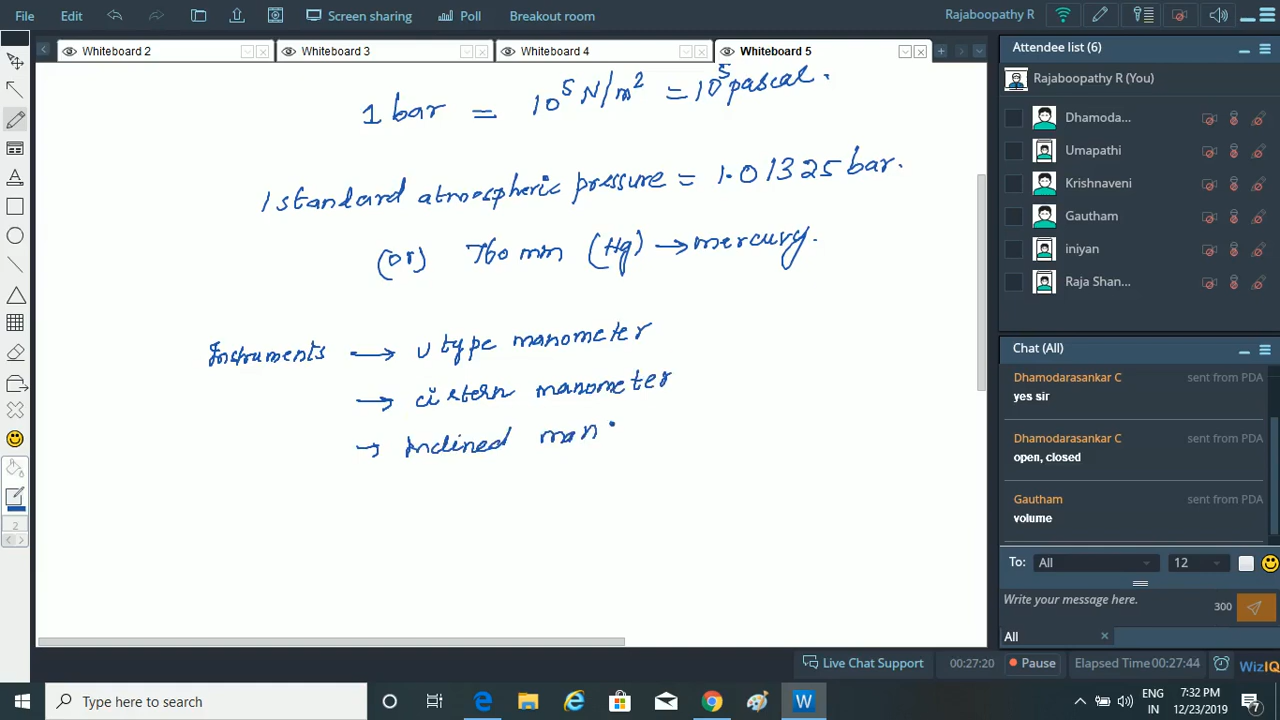 File Edit Screen sharing Poll Breakout room Rajaboopathy R
Whiteboard 2 Whiteboard 3 Whiteboard 4 Whiteboard 5
1 bar = 10^5 N/m^2 = 10^5 pascal.
1 standard atmospheric pressure = 1.01325 bar.
(or) 760 mm (Hg) → mercury.
Instruments → U type manometer
→ cistern manometer
→ Inclined man
Attendee list (6)
Rajaboopathy R (You)
Dhamoda...
Umapathi
Krishnaveni
Gautham
iniyan
Raja Shan...
Chat (All)
Dhamodarasankar C sent from PDA
yes sir
Dhamodarasankar C sent from PDA
open, closed
Gautham sent from PDA
volume
To: All 12
Write your message here. 300
All
2
Live Chat Support 00:27:20 Pause Elapsed Time 00:27:44 WizIQ
Type here to search
ENG 7:32 PM
IN 12/23/2019 7